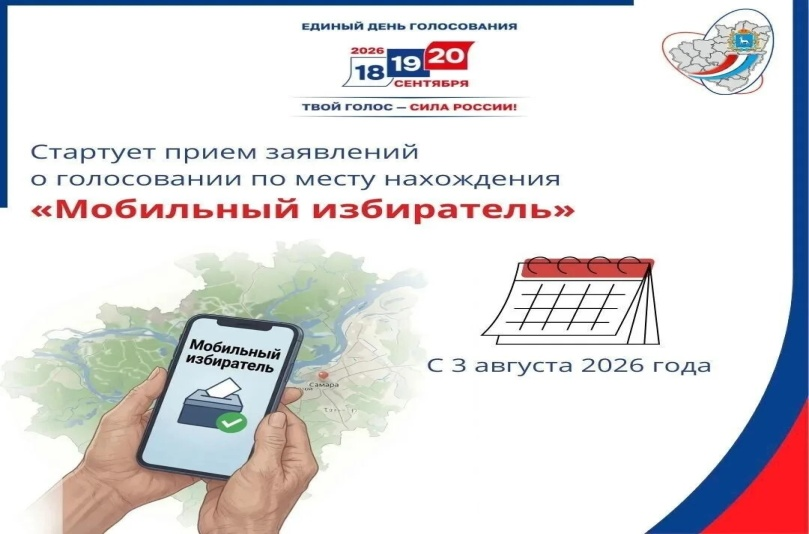 ЕДИНЫЙ ДЕНЬ ГОЛОСОВАНИЯ
2026
18 19 20
СЕНТЯБРЯ
ТВОЙ ГОЛОС — СИЛА РОССИИ!
Стартует прием заявлений
о голосовании по месту нахождения
«Мобильный избиратель»
Мобильный
избиратель
Самара
С 3 августа 2026 года